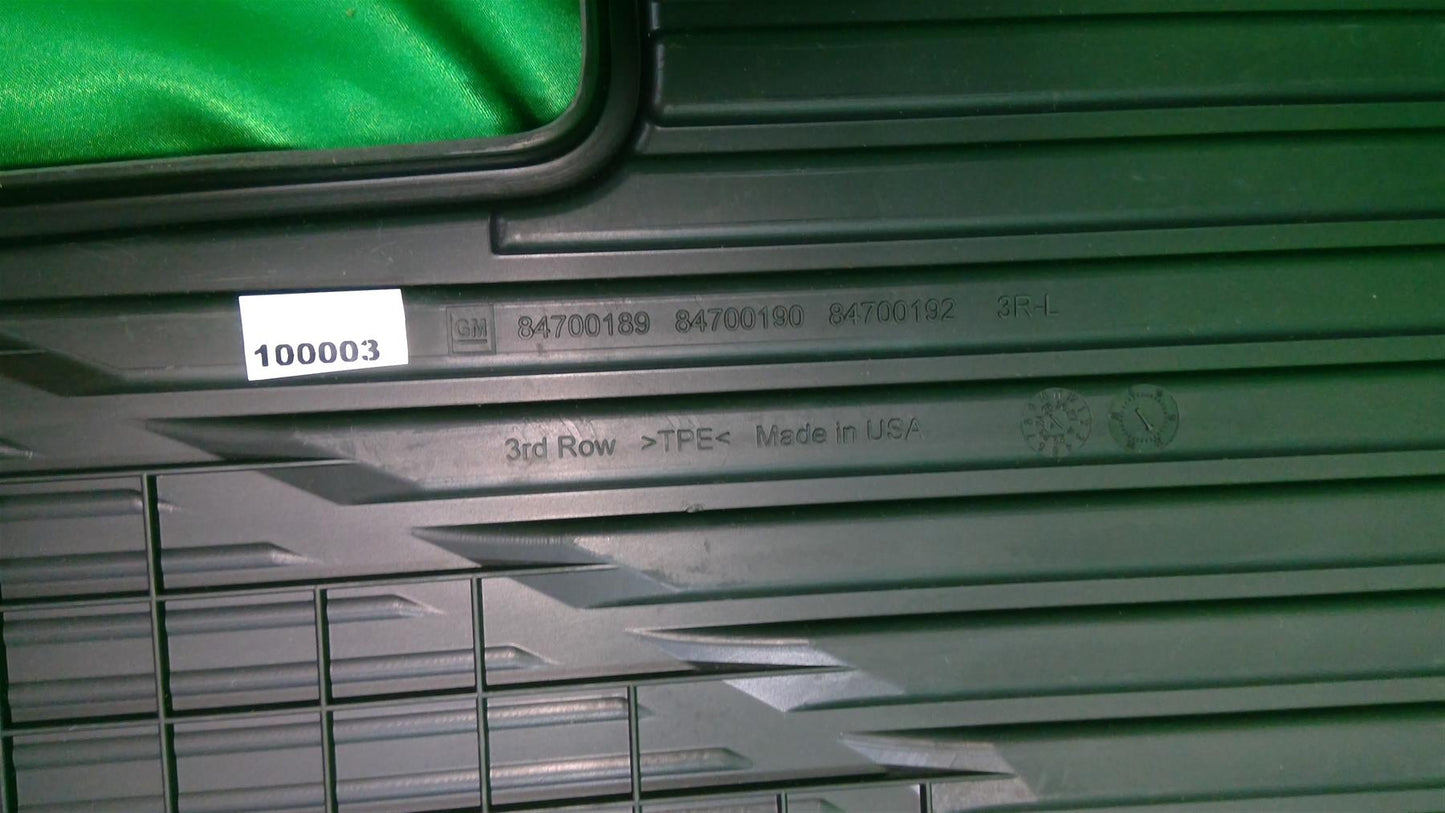 100003
GM 84700189 84700190 84700192 3R-L
3rd Row >TPE< Made in USA